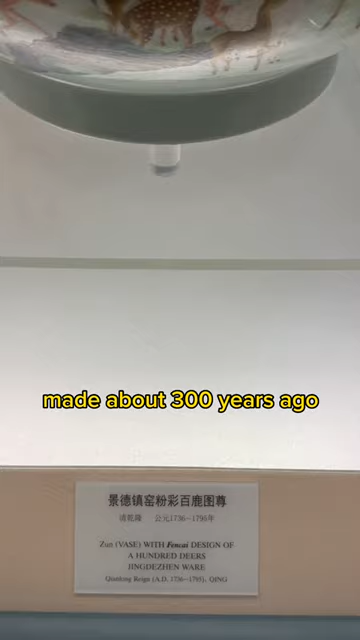 made about 300 years ago
景德镇窑粉彩百鹿图尊
清乾隆 公元1736-1795年
Zun (VASE) WITH Fencai DESIGN OF
A HUNDRED DEERS
JINGDEZHEN WARE
Qianlong Reign (A.D. 1736-1795), QING